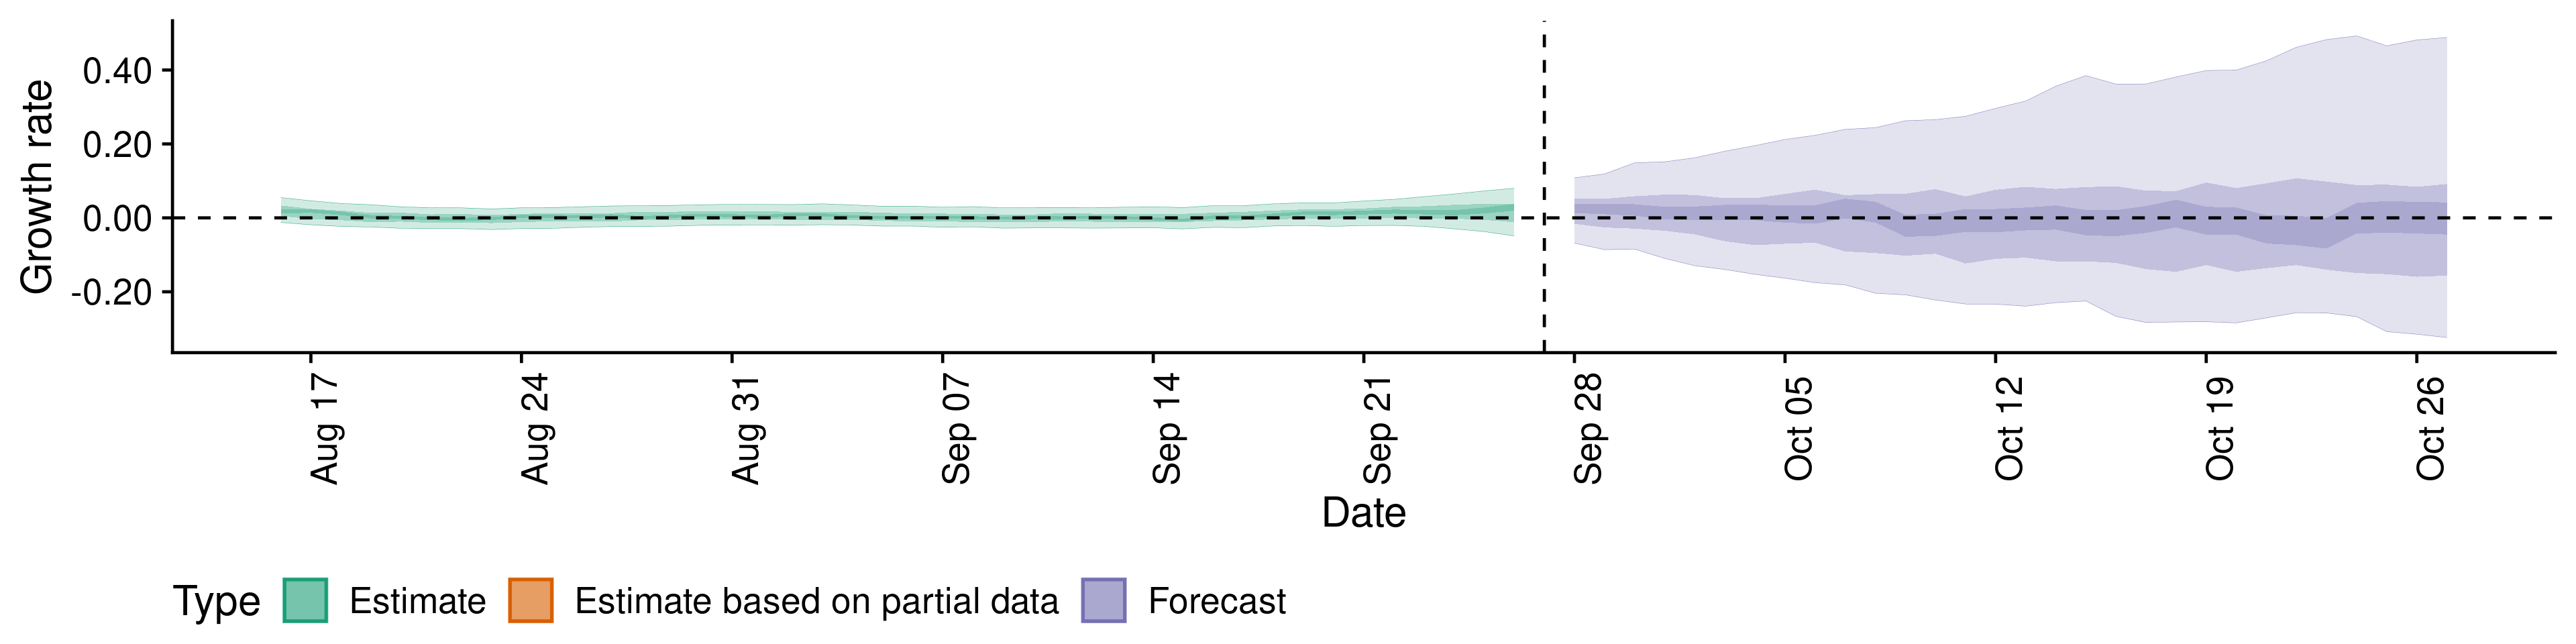 Growth rate
0.40
0.20
0.00
-0.20
Aug 17
Aug 24
Aug 31
Sep 07
Sep 14
Sep 21
Sep 28
Oct 05
Oct 12
Oct 19
Oct 26
Date
Type Estimate Estimate based on partial data Forecast